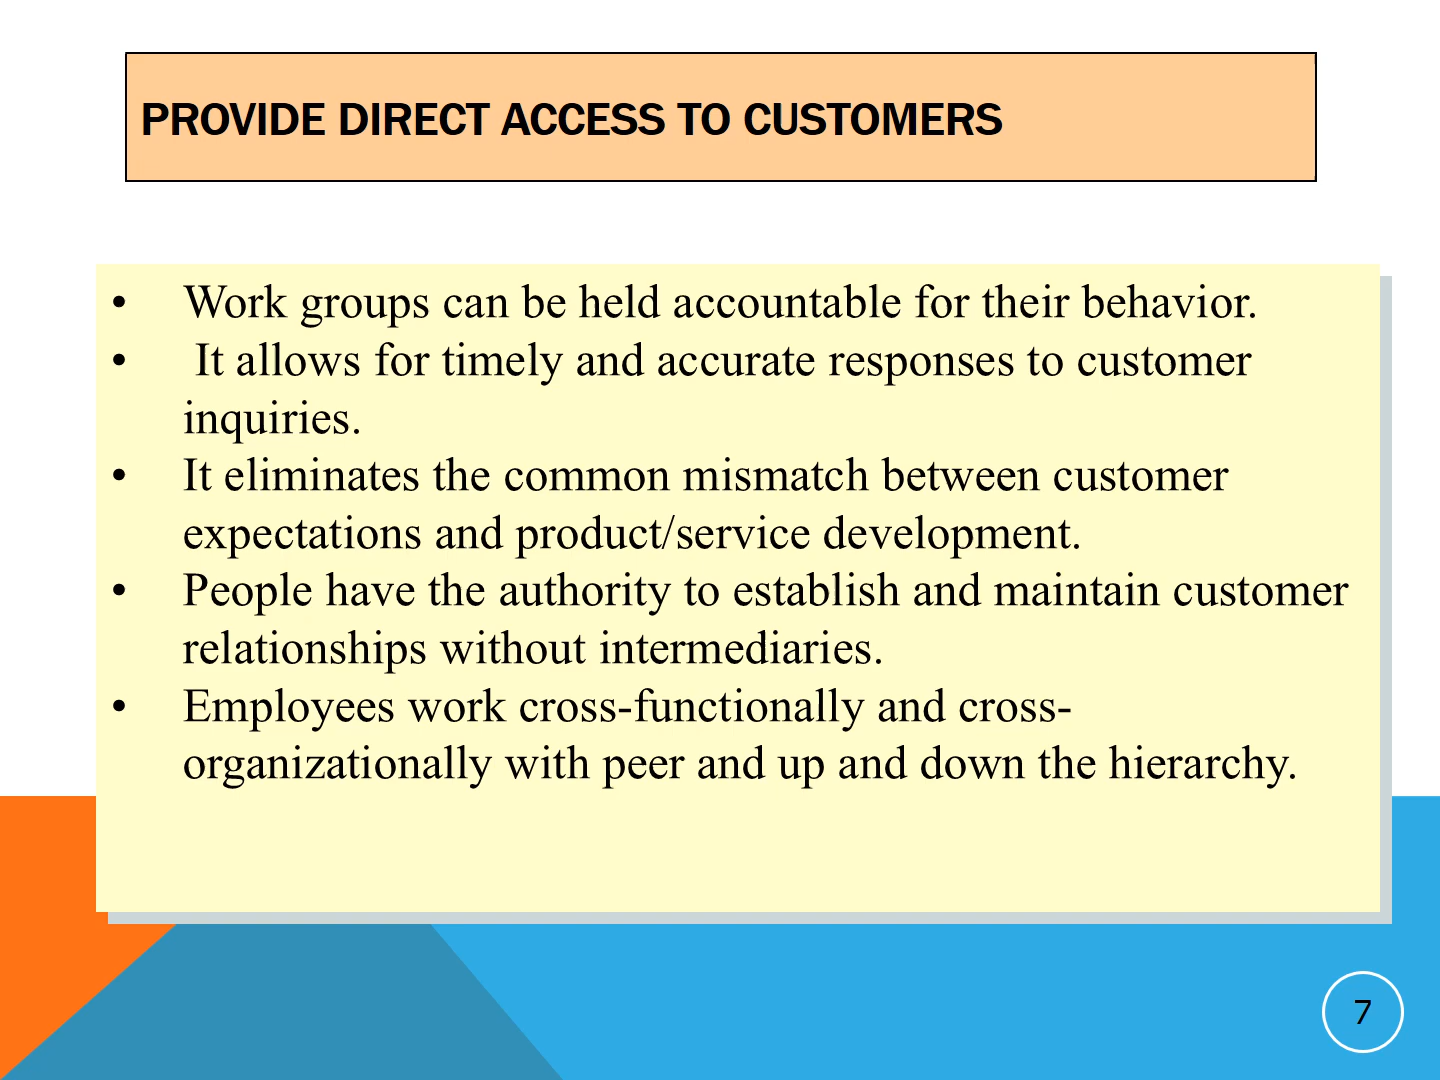 PROVIDE DIRECT ACCESS TO CUSTOMERS
• Work groups can be held accountable for their behavior.
• It allows for timely and accurate responses to customer
inquiries.
• It eliminates the common mismatch between customer
expectations and product/service development.
• People have the authority to establish and maintain customer
relationships without intermediaries.
• Employees work cross-functionally and cross-
organizationally with peer and up and down the hierarchy.
7